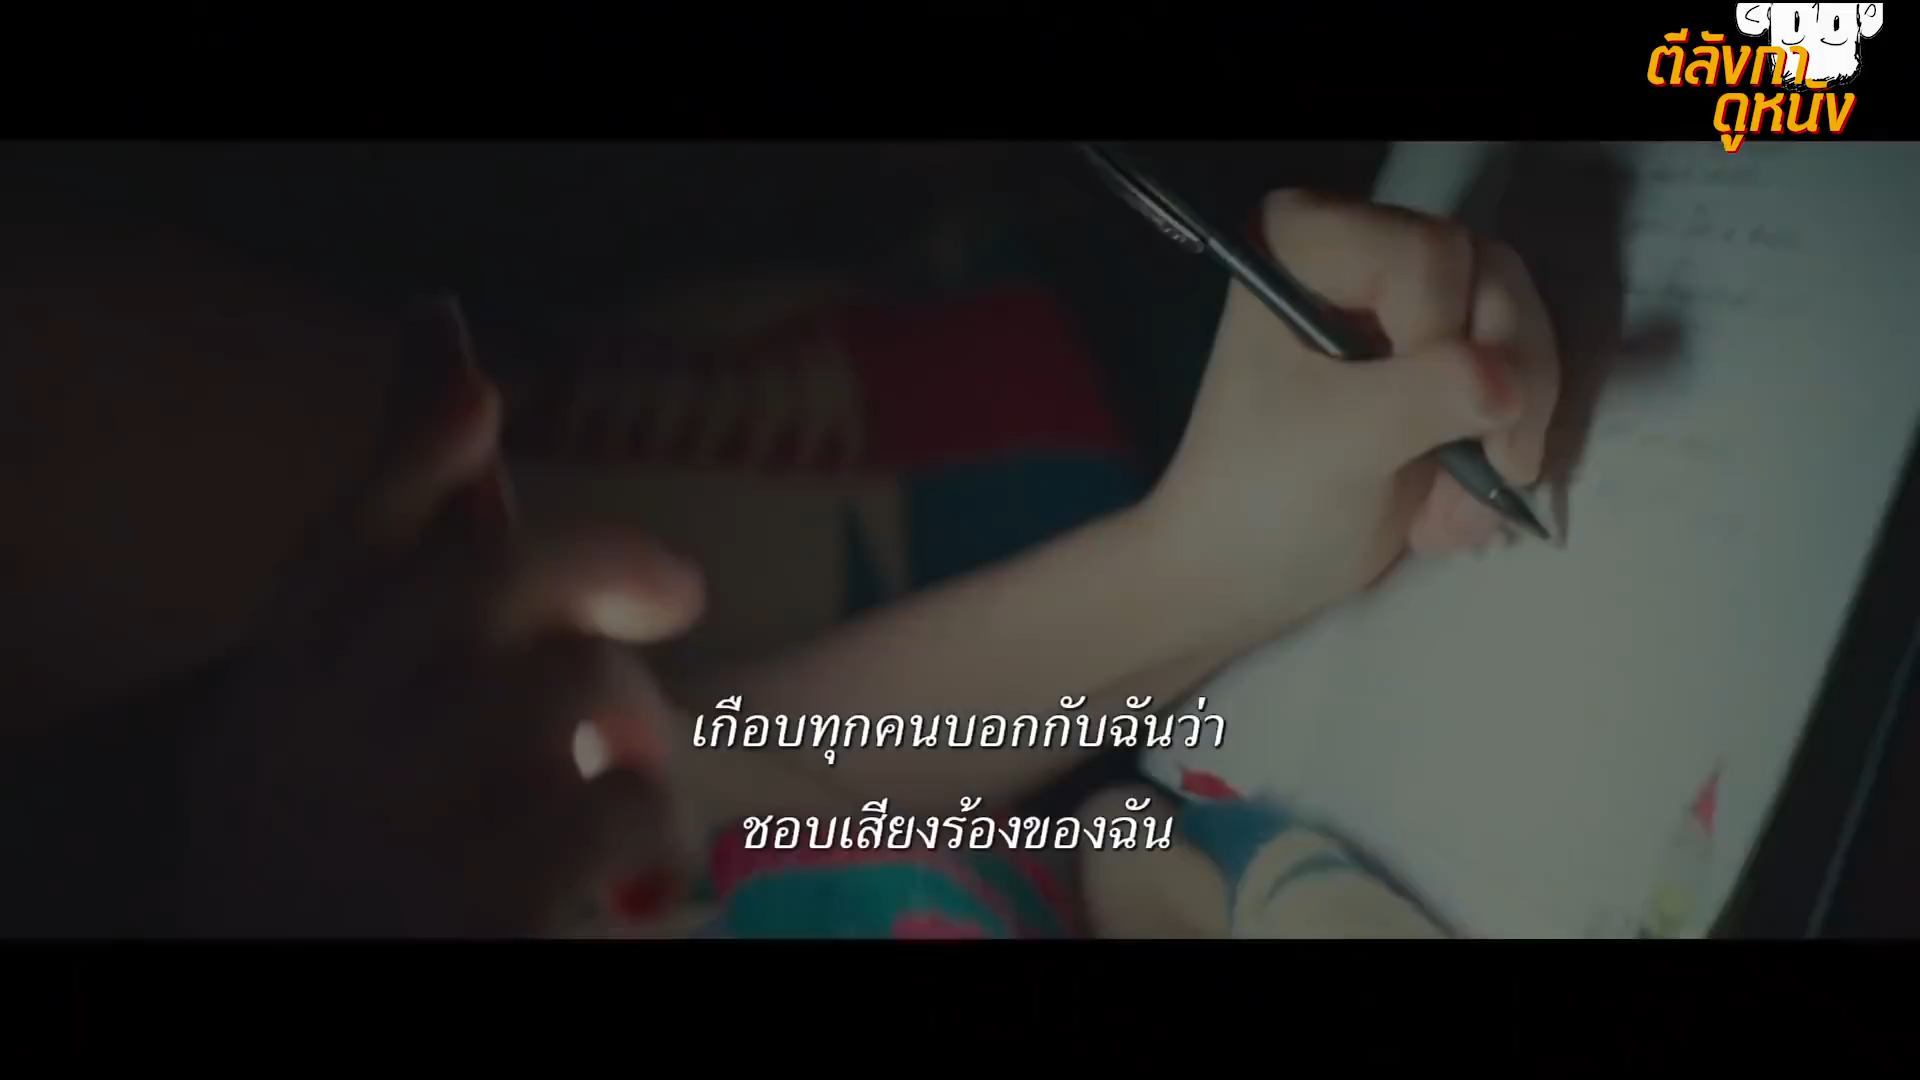 ตีลังกา
ดูหนัง
เกือบทุกคนบอกกับฉันว่า
ชอบเสียงร้องของฉัน